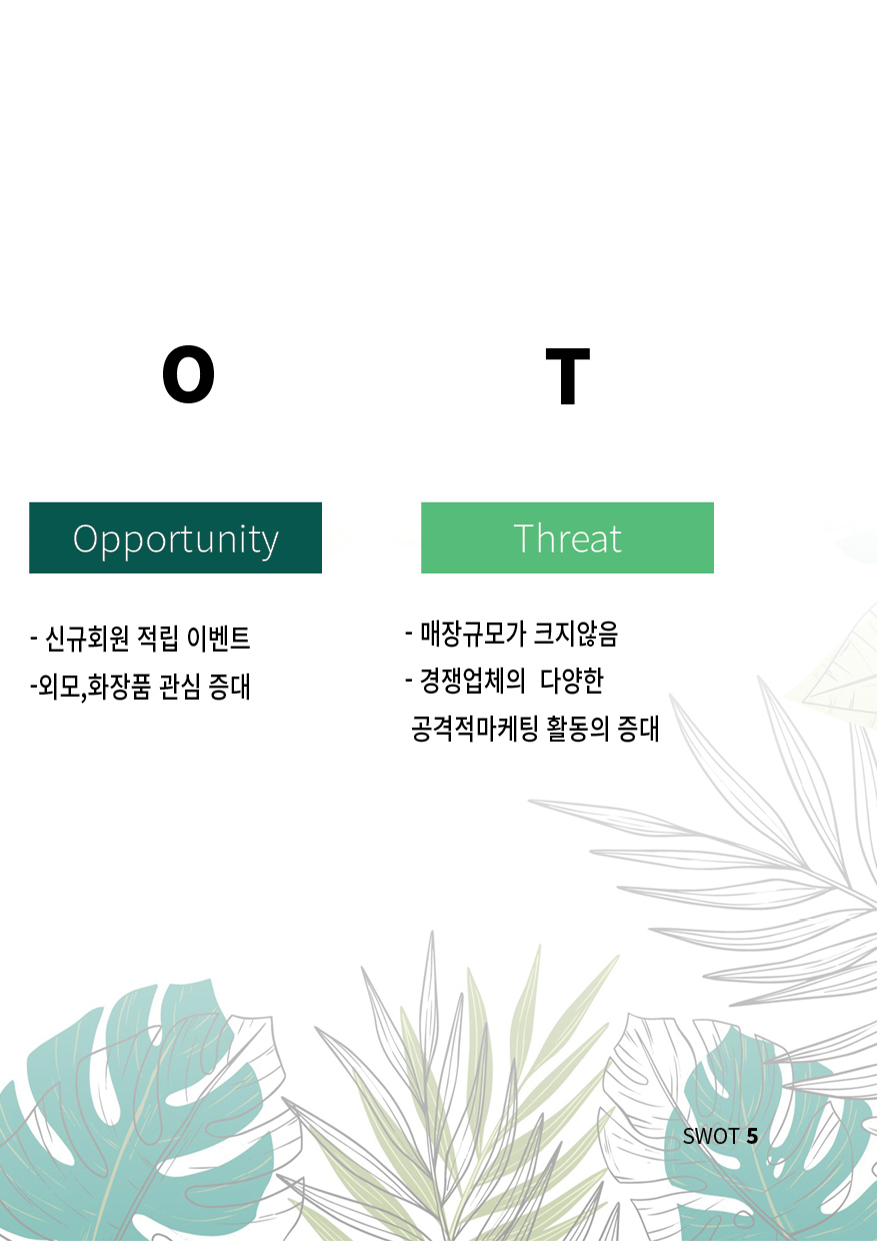 O
T
Opportunity
Threat
- 신규회원 적립 이벤트
-외모,화장품 관심 증대
- 매장규모가 크지않음
- 경쟁업체의  다양한
공격적마케팅 활동의 증대
SWOT 5